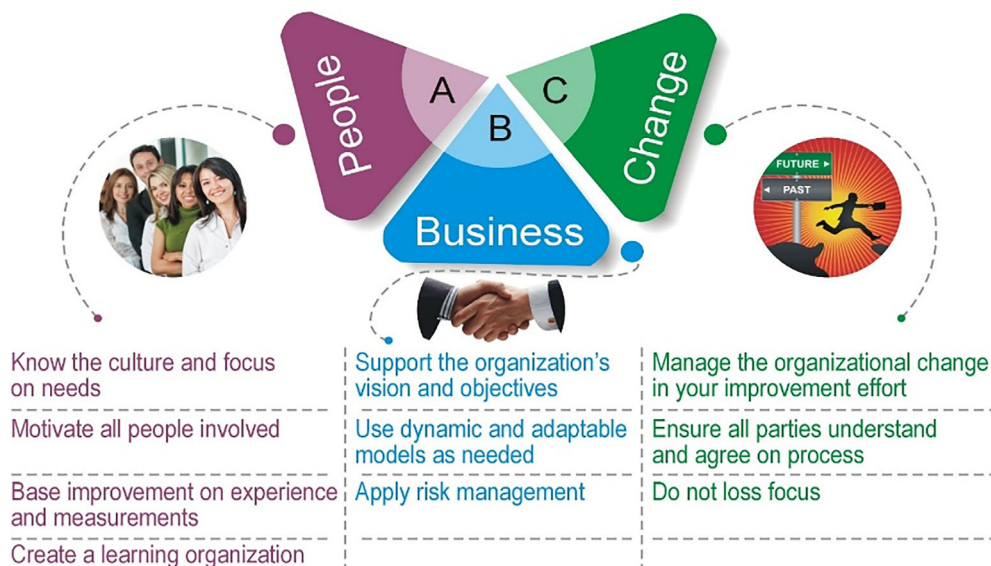 People
A
B
C
Change
Business
FUTURE
PAST
Know the culture and focus
on needs
Motivate all people involved
Base improvement on experience
and measurements
Create a learning organization
Support the organization's
vision and objectives
Use dynamic and adaptable
models as needed
Apply risk management
Manage the organizational change
in your improvement effort
Ensure all parties understand
and agree on process
Do not loss focus